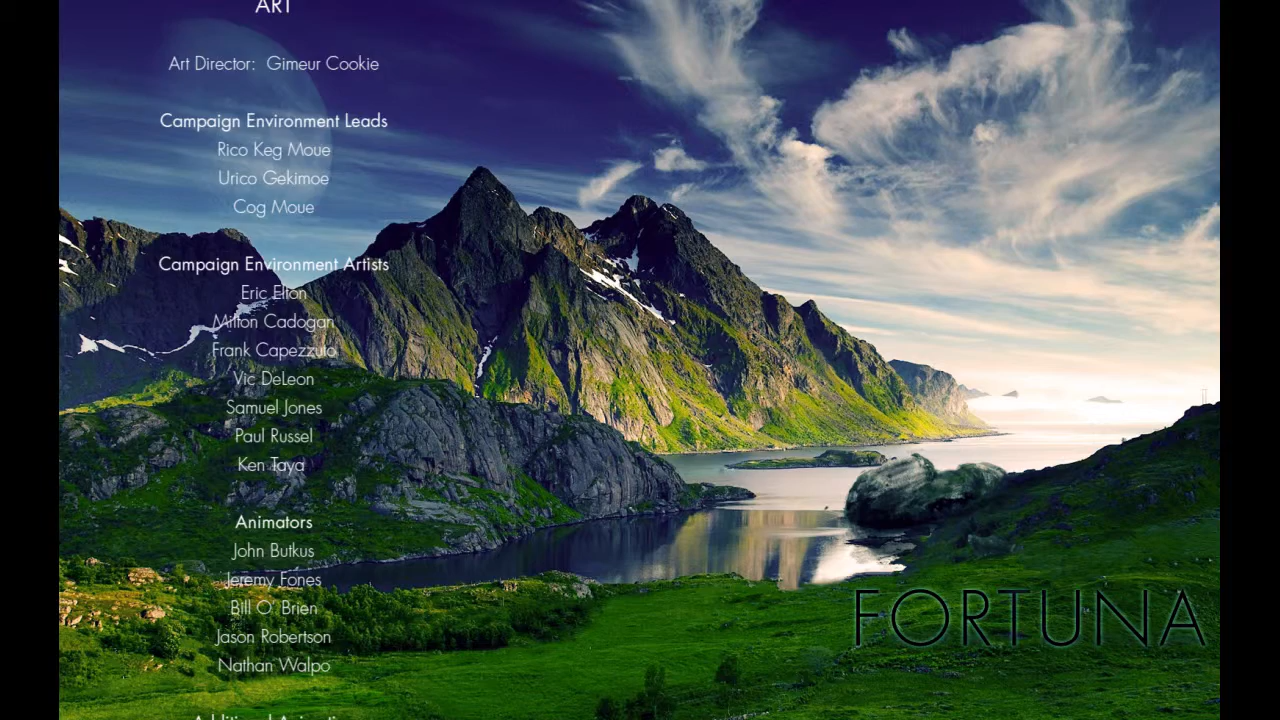 ART
Art Director: Gimeur Cookie
Campaign Environment Leads
Rico Keg Moue
Urico Gekimoe
Cog Moue
Campaign Environment Artists
Eric Elton
Milton Cadogan
Frank Capezzuto
Vic DeLeon
Samuel Jones
Paul Russel
Ken Taya
Animators
John Butkus
Jeremy Fones
Bill O' Brien
Jason Robertson
Nathan Walpo
FORTUNA
Additional